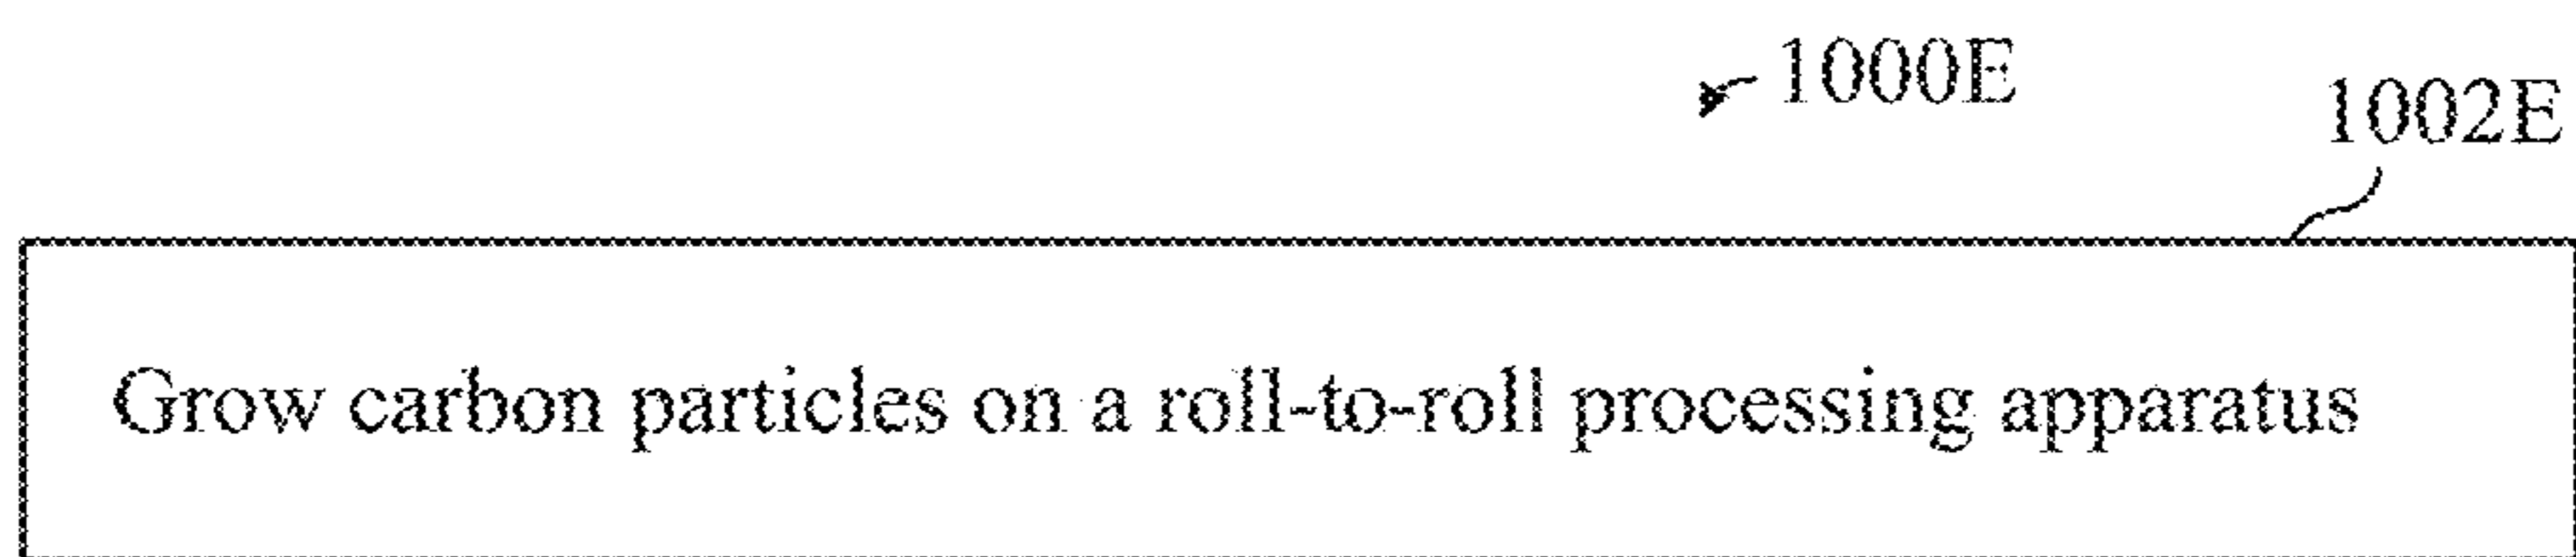 1000E
1002E
Grow carbon particles on a roll-to-roll processing apparatus